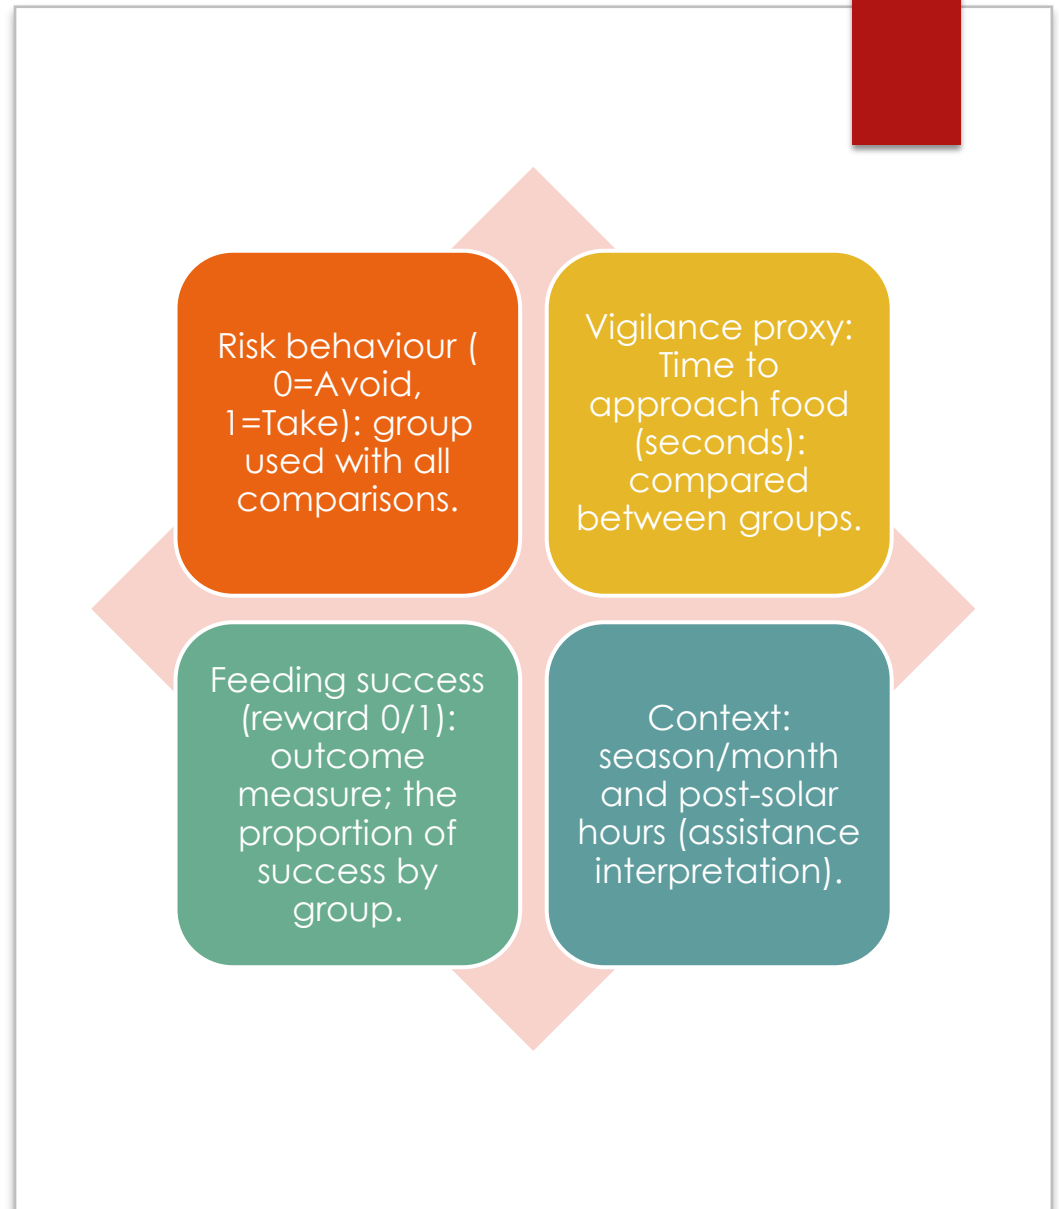 Risk behaviour (
0=Avoid,
1=Take): group
used with all
comparisons.
Vigilance proxy:
Time to
approach food
(seconds):
compared
between groups.
Feeding success
(reward 0/1):
outcome
measure; the
proportion of
success by
group.
Context:
season/month
and post-solar
hours (assistance
interpretation).